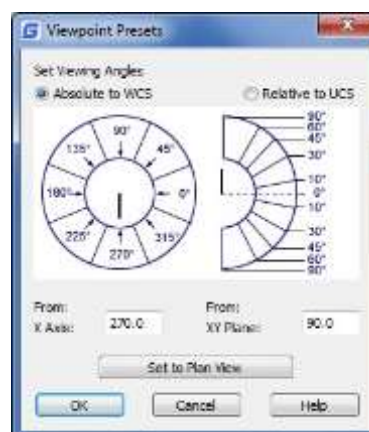 Viewpoint Presets
Set Viewing Angles
Absolute to WCS Relative to UCS
90°
135° 45°
180° 0°
225° 315°
270°
90°
60°
45°
30°
10°
0°
10°
30°
45°
60°
90°
From: From:
X Axis: 270.0 XY Plane: 90.0
Set to Plan View
OK Cancel Help